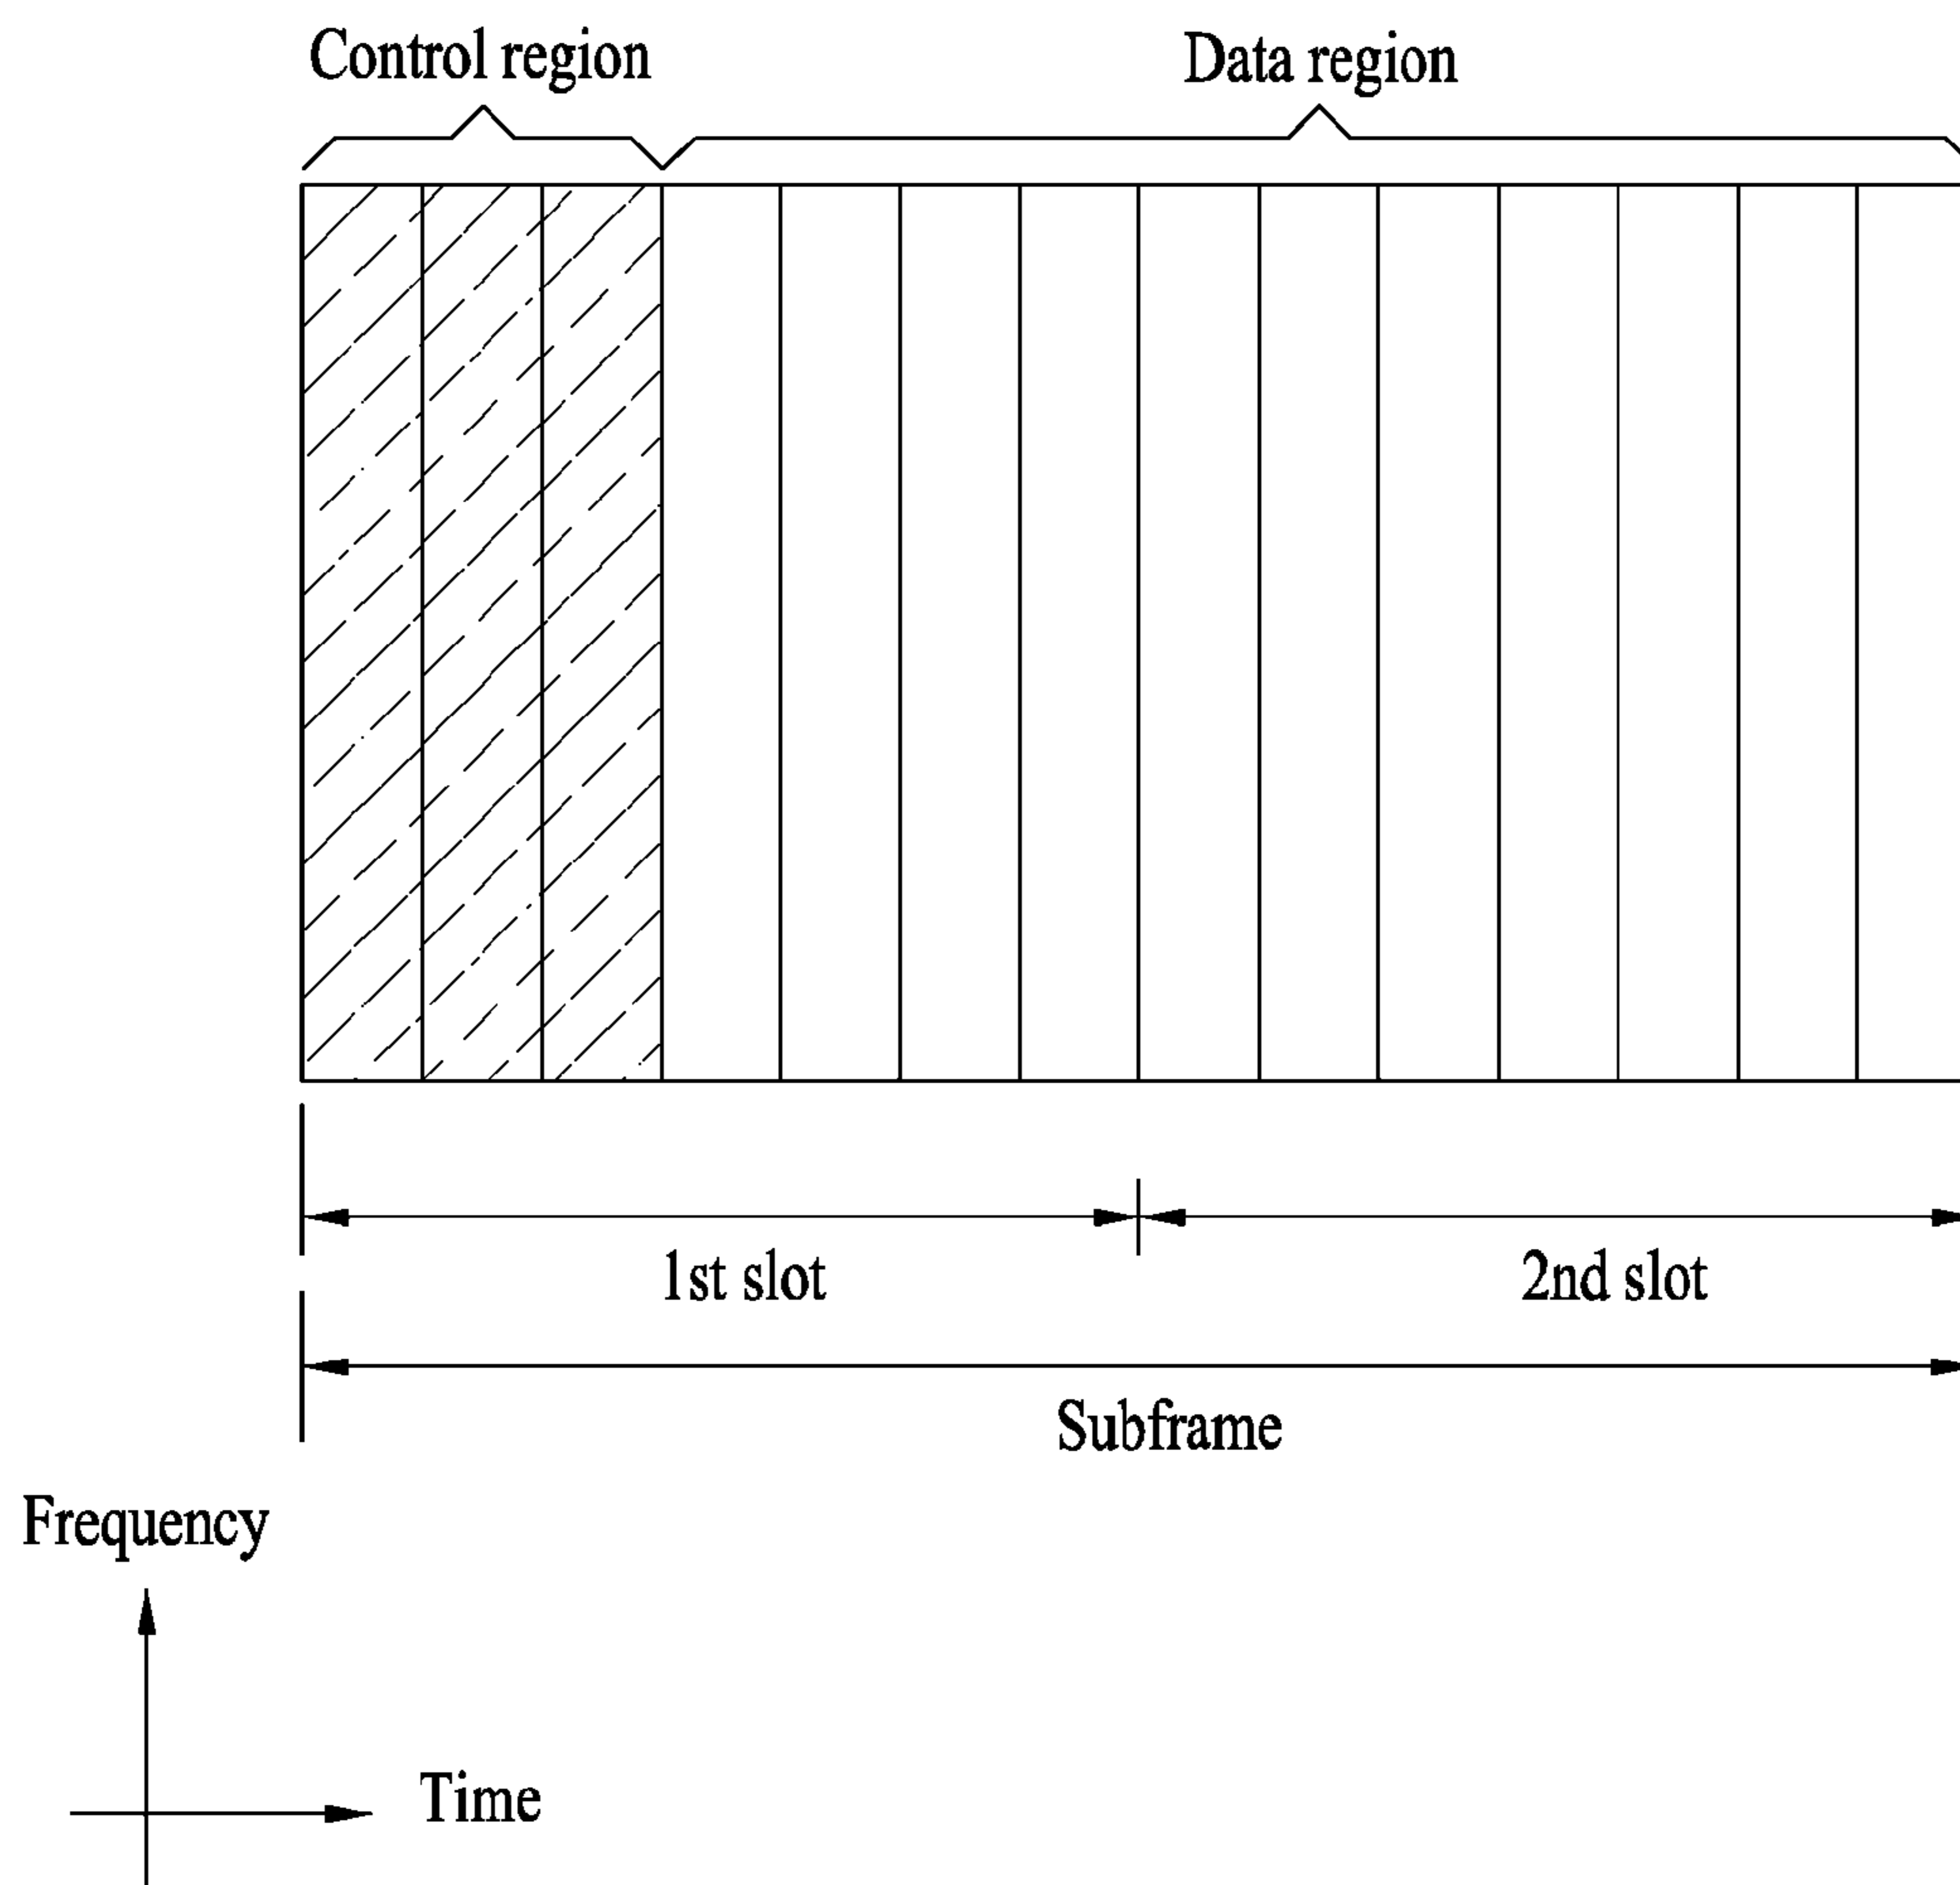 Control region
Data region
1st slot
2nd slot
Subframe
Frequency
Time